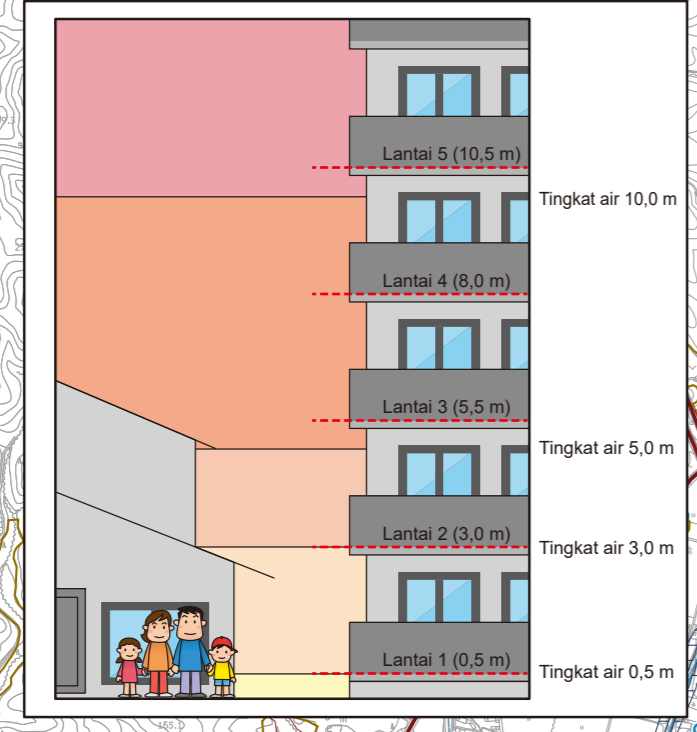 Lantai 5 (10,5 m)
Tingkat air 10,0 m
Lantai 4 (8,0 m)
Lantai 3 (5,5 m)
Tingkat air 5,0 m
Lantai 2 (3,0 m)
Tingkat air 3,0 m
Lantai 1 (0,5 m)
Tingkat air 0,5 m